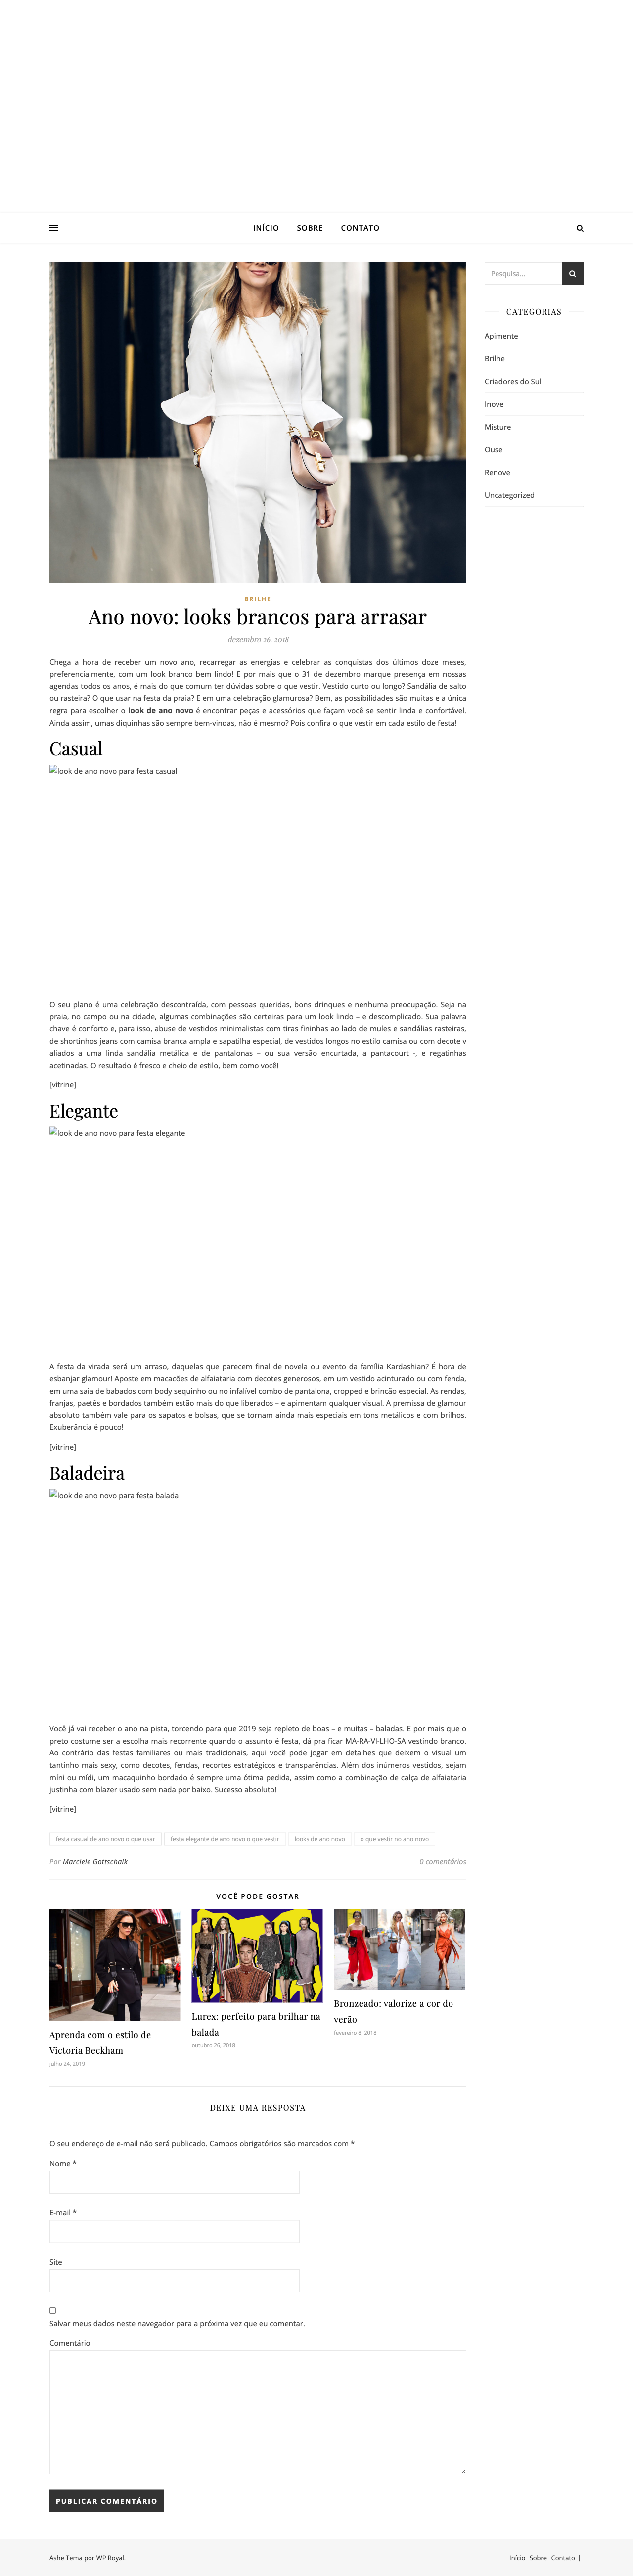 INÍCIO SOBRE CONTATO
Pesquisa...
CATEGORIAS
Apimente
Brilhe
Criadores do Sul
Inove
Misture
Ouse
Renove
Uncategorized
BRILHE
Ano novo: looks brancos para arrasar
dezembro 26, 2018
Chega a hora de receber um novo ano, recarregar as energias e celebrar as conquistas dos últimos doze meses,
preferencialmente, com um look branco bem lindo! E por mais que o 31 de dezembro marque presença em nossas
agendas todos os anos, é mais do que comum ter dúvidas sobre o que vestir. Vestido curto ou longo? Sandália de salto
ou rasteira? O que usar na festa da praia? E em uma celebração glamurosa? Bem, as possibilidades são muitas e a única
regra para escolher o look de ano novo é encontrar peças e acessórios que façam você se sentir linda e confortável.
Ainda assim, umas diquinhas são sempre bem-vindas, não é mesmo? Pois confira o que vestir em cada estilo de festa!
Casual
look de ano novo para festa casual
O seu plano é uma celebração descontraída, com pessoas queridas, bons drinques e nenhuma preocupação. Seja na
praia, no campo ou na cidade, algumas combinações são certeiras para um look lindo – e descomplicado. Sua palavra
chave é conforto e, para isso, abuse de vestidos minimalistas com tiras fininhas ao lado de mules e sandálias rasteiras,
de shortinhos jeans com camisa branca ampla e sapatilha especial, de vestidos longos no estilo camisa ou com decote v
aliados a uma linda sandália metálica e de pantalonas – ou sua versão encurtada, a pantacourt -, e regatinhas
acetinadas. O resultado é fresco e cheio de estilo, bem como você!
[vitrine]
Elegante
look de ano novo para festa elegante
A festa da virada será um arraso, daquelas que parecem final de novela ou evento da família Kardashian? É hora de
esbanjar glamour! Aposte em macacões de alfaiataria com decotes generosos, em um vestido acinturado ou com fenda,
em uma saia de babados com body sequinho ou no infalível combo de pantalona, cropped e brincão especial. As rendas,
franjas, paetês e bordados também estão mais do que liberados – e apimentam qualquer visual. A premissa de glamour
absoluto também vale para os sapatos e bolsas, que se tornam ainda mais especiais em tons metálicos e com brilhos.
Exuberância é pouco!
[vitrine]
Baladeira
look de ano novo para festa balada
Você já vai receber o ano na pista, torcendo para que 2019 seja repleto de boas – e muitas – baladas. E por mais que o
preto costume ser a escolha mais recorrente quando o assunto é festa, dá pra ficar MA-RA-VI-LHO-SA vestindo branco.
Ao contrário das festas familiares ou mais tradicionais, aqui você pode jogar em detalhes que deixem o visual um
tantinho mais sexy, como decotes, fendas, recortes estratégicos e transparências. Além dos inúmeros vestidos, sejam
míni ou mídi, um macaquinho bordado é sempre uma ótima pedida, assim como a combinação de calça de alfaiataria
justinha com blazer usado sem nada por baixo. Sucesso absoluto!
[vitrine]
festa casual de ano novo o que usar festa elegante de ano novo o que vestir looks de ano novo o que vestir no ano novo
Por Marciele Gottschalk 0 comentários
VOCÊ PODE GOSTAR
Aprenda com o estilo de
Victoria Beckham
julho 24, 2019
Lurex: perfeito para brilhar na
balada
outubro 26, 2018
Bronzeado: valorize a cor do
verão
fevereiro 8, 2018
DEIXE UMA RESPOSTA
O seu endereço de e-mail não será publicado. Campos obrigatórios são marcados com *
Nome *
E-mail *
Site
Salvar meus dados neste navegador para a próxima vez que eu comentar.
Comentário
PUBLICAR COMENTÁRIO
Ashe Tema por WP Royal. Início Sobre Contato |